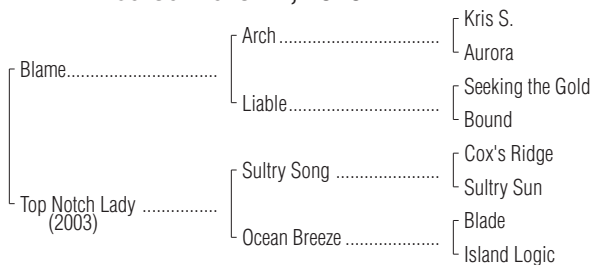 Kris S.
Arch
Aurora
Blame
Seeking the Gold
Liable
Bound
Cox's Ridge
Sultry Song
Sultry Sun
Top Notch Lady
(2003)
Blade
Ocean Breeze
Island Logic